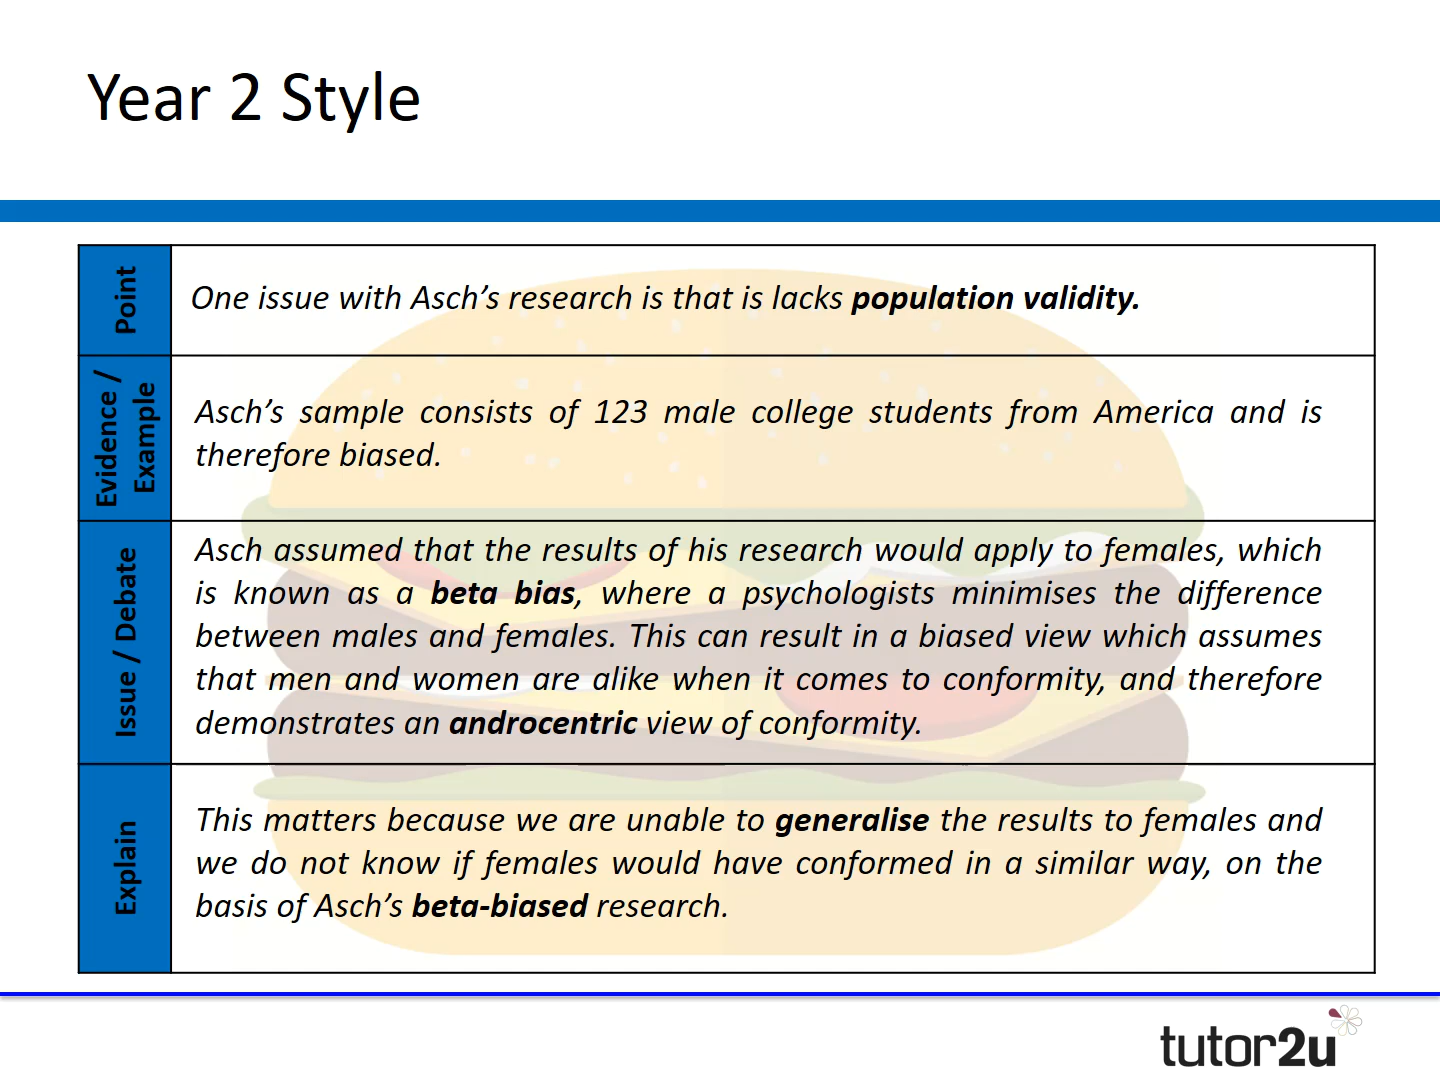 Year 2 Style
Point
One issue with Asch’s research is that is lacks population validity.
Evidence /
Example
Asch’s sample consists of 123 male college students from America and is
therefore biased.
Issue / Debate
Asch assumed that the results of his research would apply to females, which
is known as a beta bias, where a psychologists minimises the difference
between males and females. This can result in a biased view which assumes
that men and women are alike when it comes to conformity, and therefore
demonstrates an androcentric view of conformity.
Explain
This matters because we are unable to generalise the results to females and
we do not know if females would have conformed in a similar way, on the
basis of Asch’s beta-biased research.
tutor2u